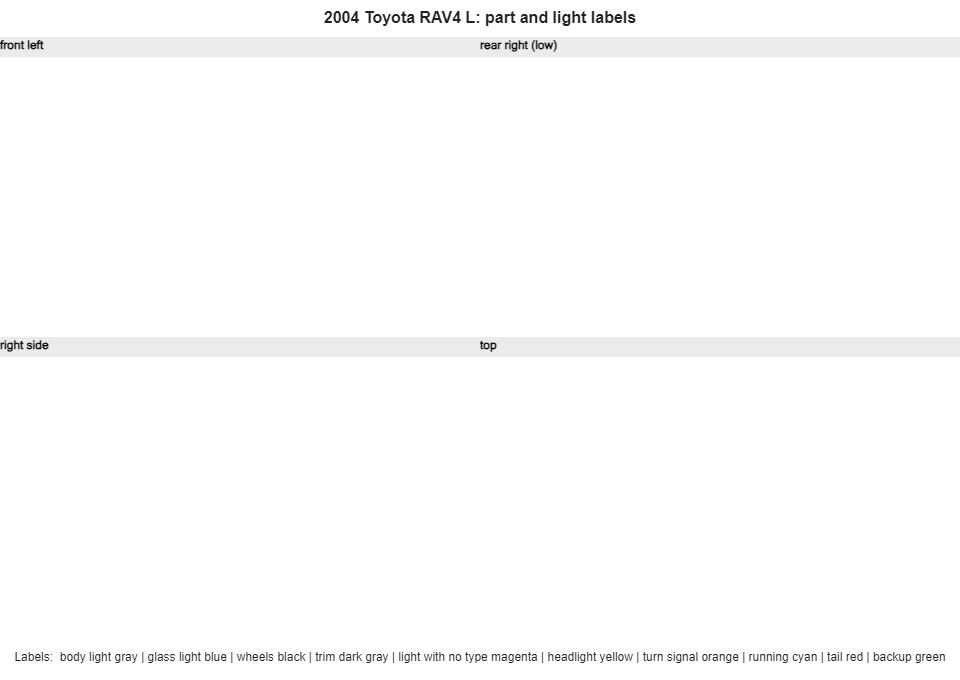 2004 Toyota RAV4 L: part and light labels
front left
rear right (low)
right side
top
Labels:  body light gray | glass light blue | wheels black | trim dark gray | light with no type magenta | headlight yellow | turn signal orange | running cyan | tail red | backup green